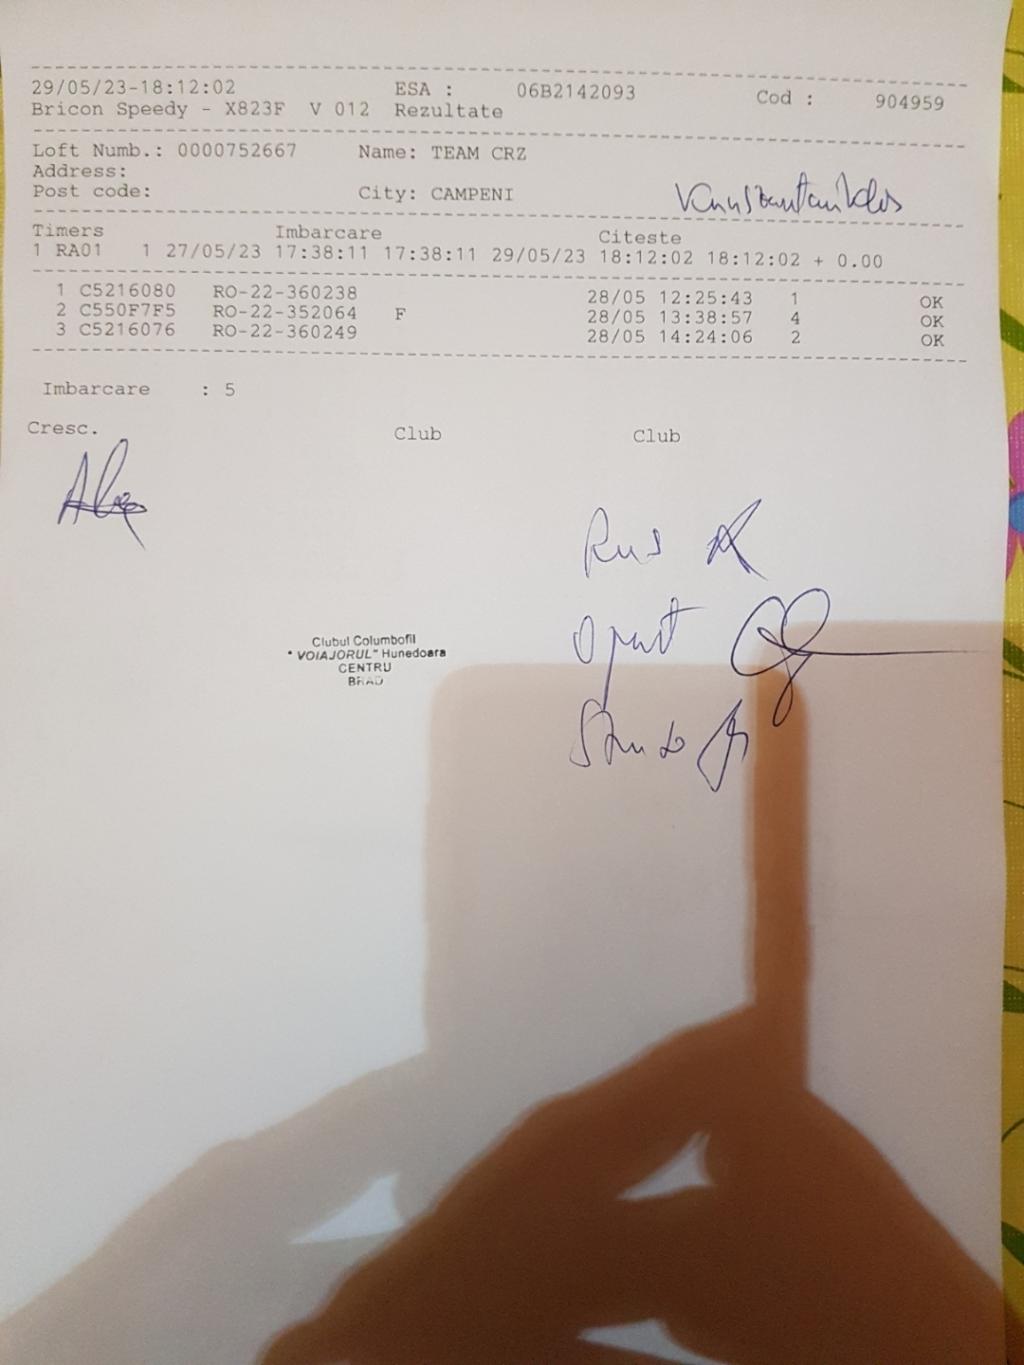 29/05/23-18:12:02 ESA : 06B2142093 Cod : 904959
Bricon Speedy - X823F V 012 Rezultate
Loft Numb.: 0000752667 Name: TEAM CRZ
Address:
Post code: City: CAMPENI
Timers Imbarcare Citeste
1 RA01 1 27/05/23 17:38:11 17:38:11 29/05/23 18:12:02 18:12:02 + 0.00
1 C5216080 RO-22-360238 28/05 12:25:43 1 OK
2 C550F7F5 RO-22-352064 F 28/05 13:38:57 4 OK
3 C5216076 RO-22-360249 28/05 14:24:06 2 OK
Imbarcare : 5
Cresc. Club Club
Rus
Clubul Columbofil
"VOIAJORUL" Hunedoara
CENTRU
BRAD